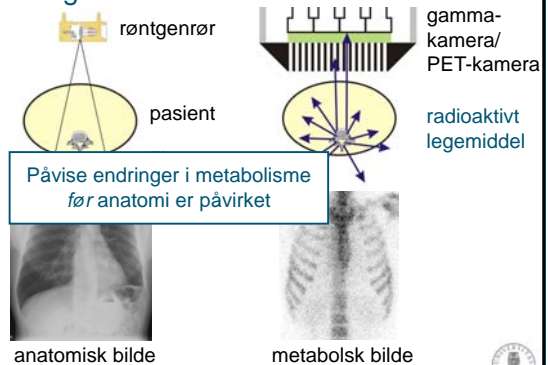 røntgenrør
pasient
gamma-
kamera/
PET-kamera
radioaktivt
legemiddel
Påvise endringer i metabolisme
før anatomi er påvirket
anatomisk bilde
metabolsk bilde